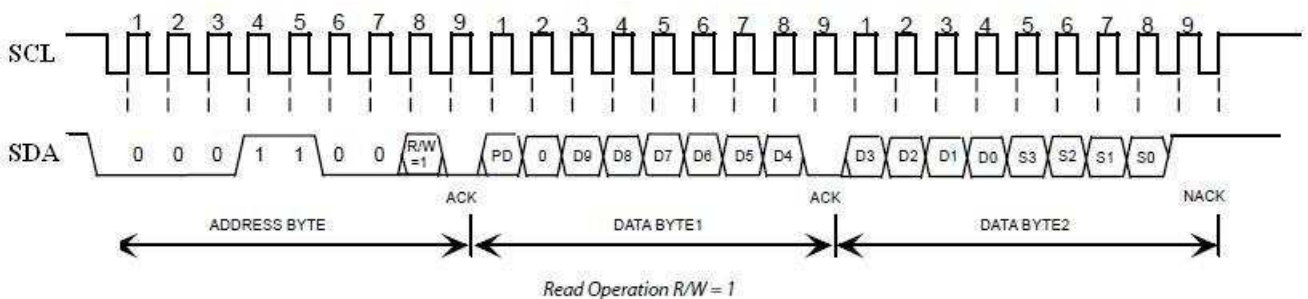 1 2 3 4 5 6 7 8 9 1 2 3 4 5 6 7 8 9 1 2 3 4 5 6 7 8 9
SCL
SDA 0 0 0 1 1 0 0 R/W =1 PD 0 D9 D8 D7 D6 D5 D4 D3 D2 D1 D0 S3 S2 S1 S0
ACK ACK NACK
ADDRESS BYTE DATA BYTE1 DATA BYTE2
Read Operation R/W = 1